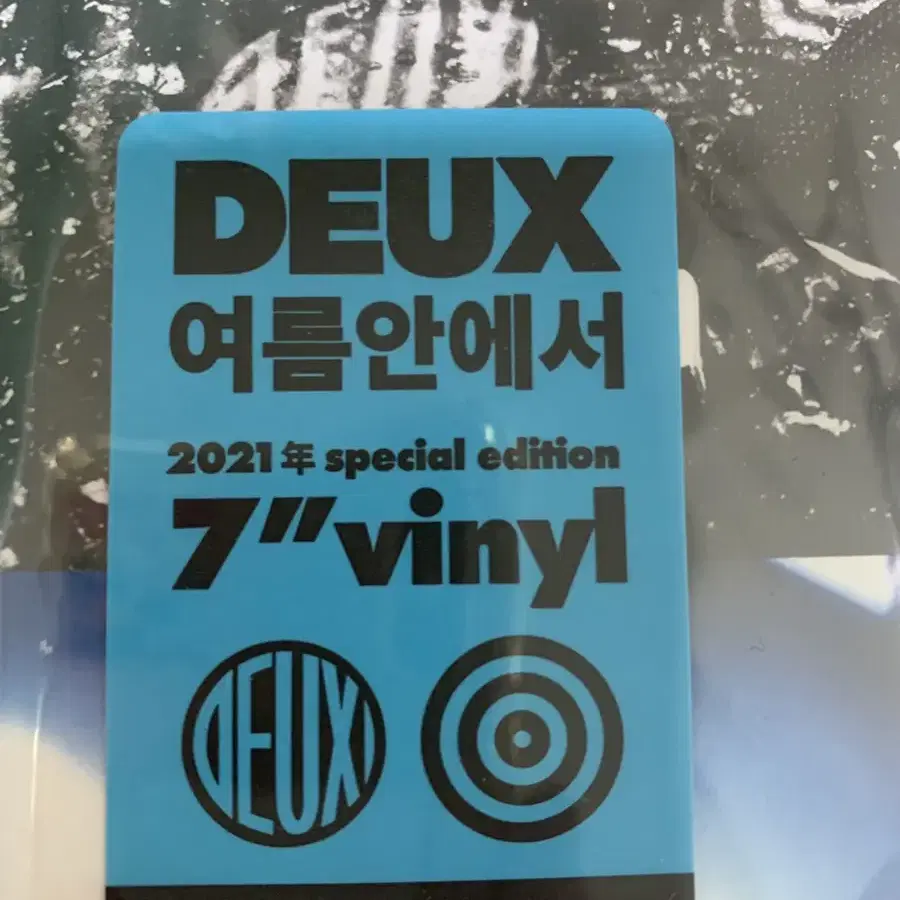 DEUX
여름안에서
2021年 special edition
7" vinyl
DEUX